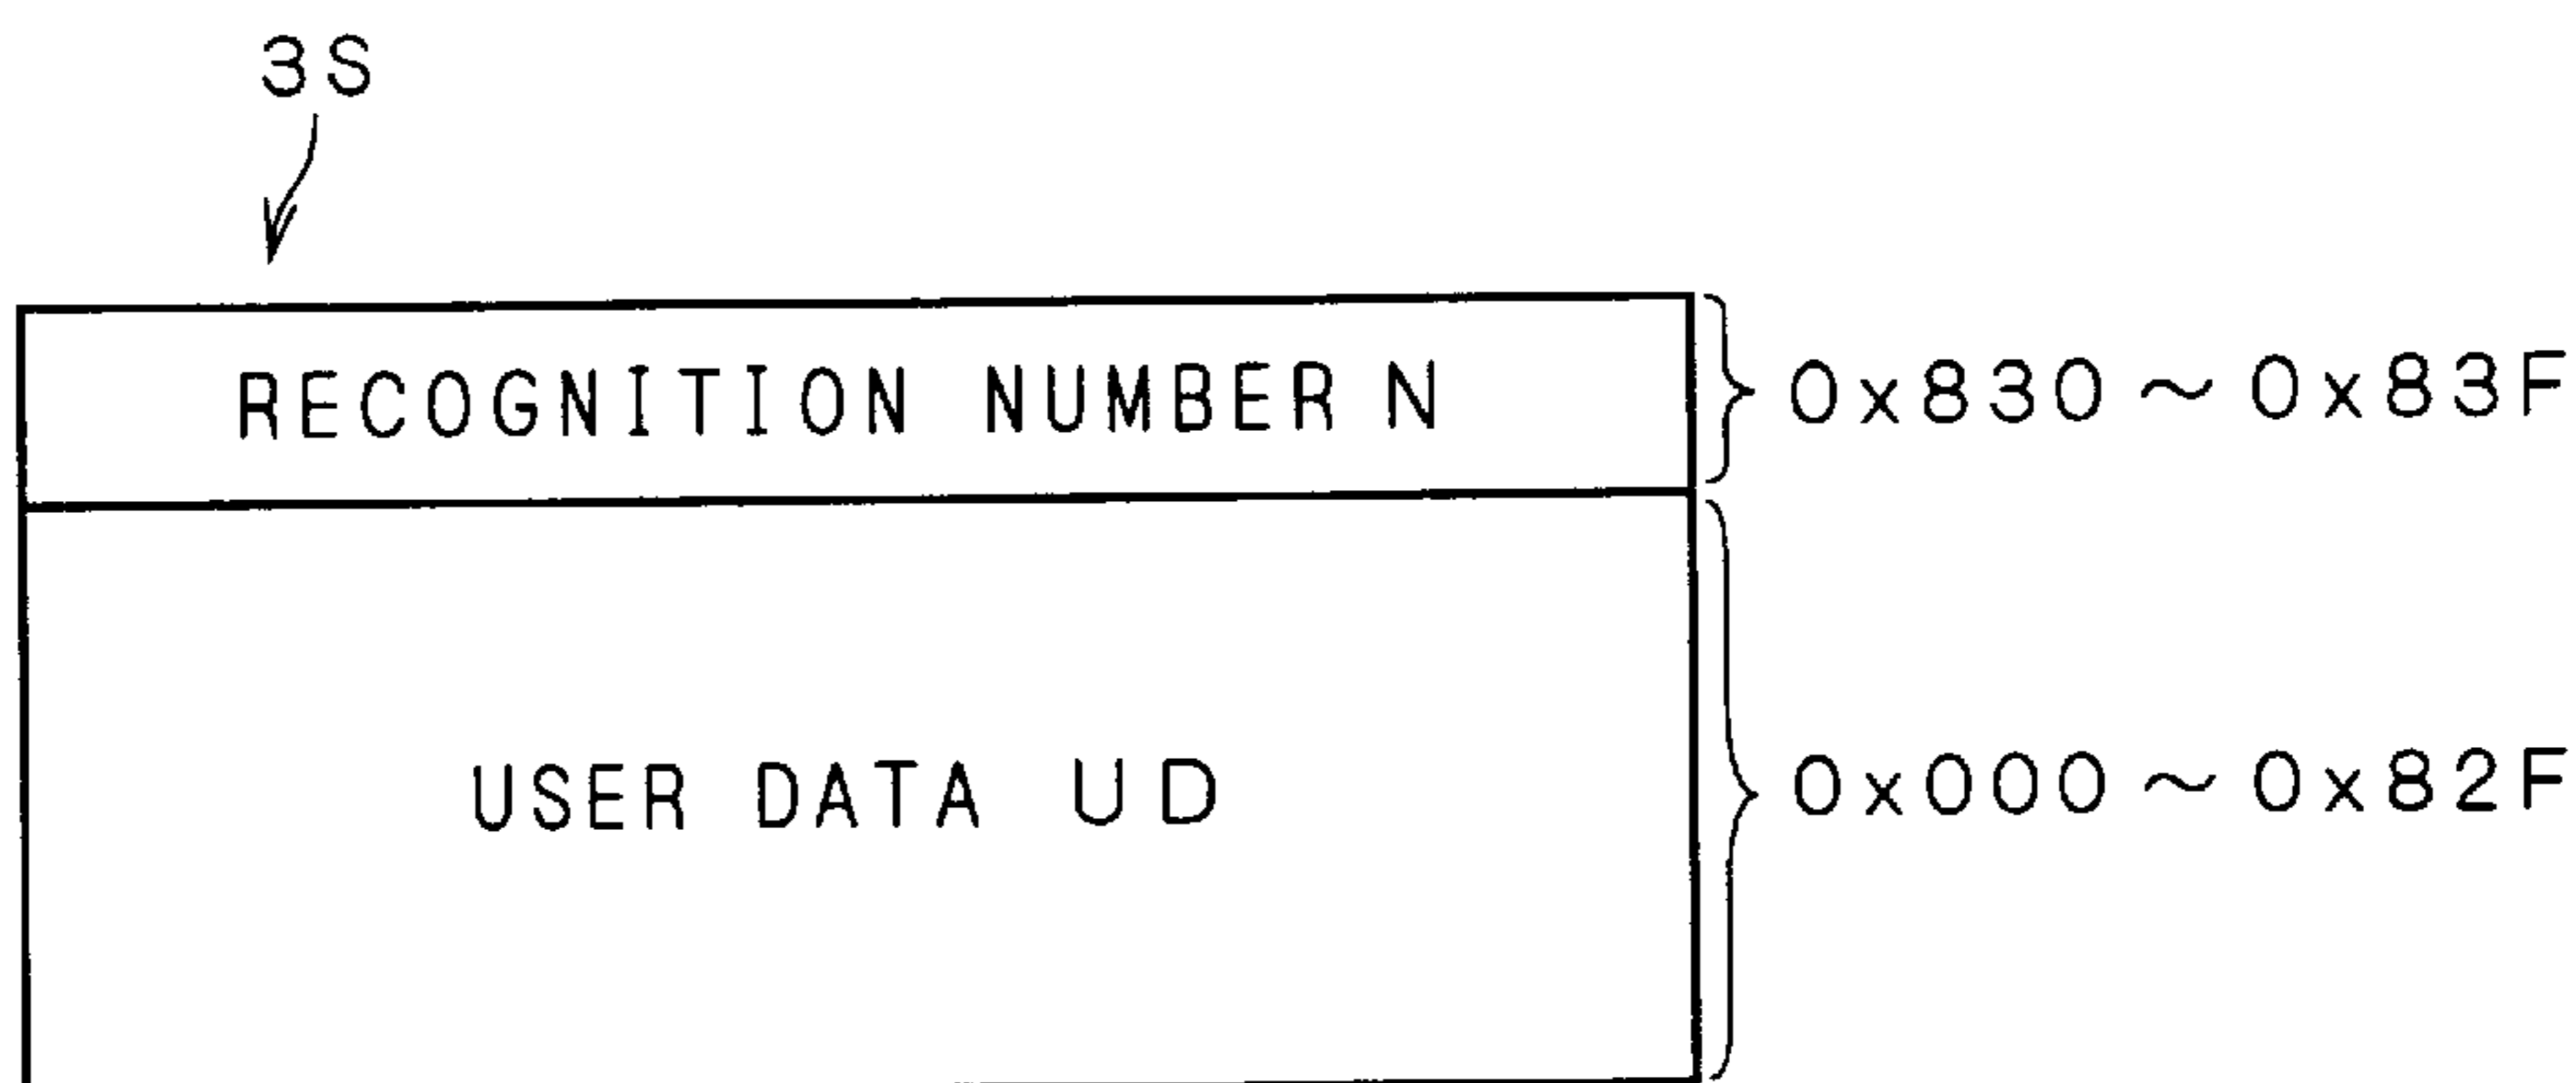 3S
RECOGNITION NUMBER N 0x830～0x83F
USER DATA UD 0x000～0x82F